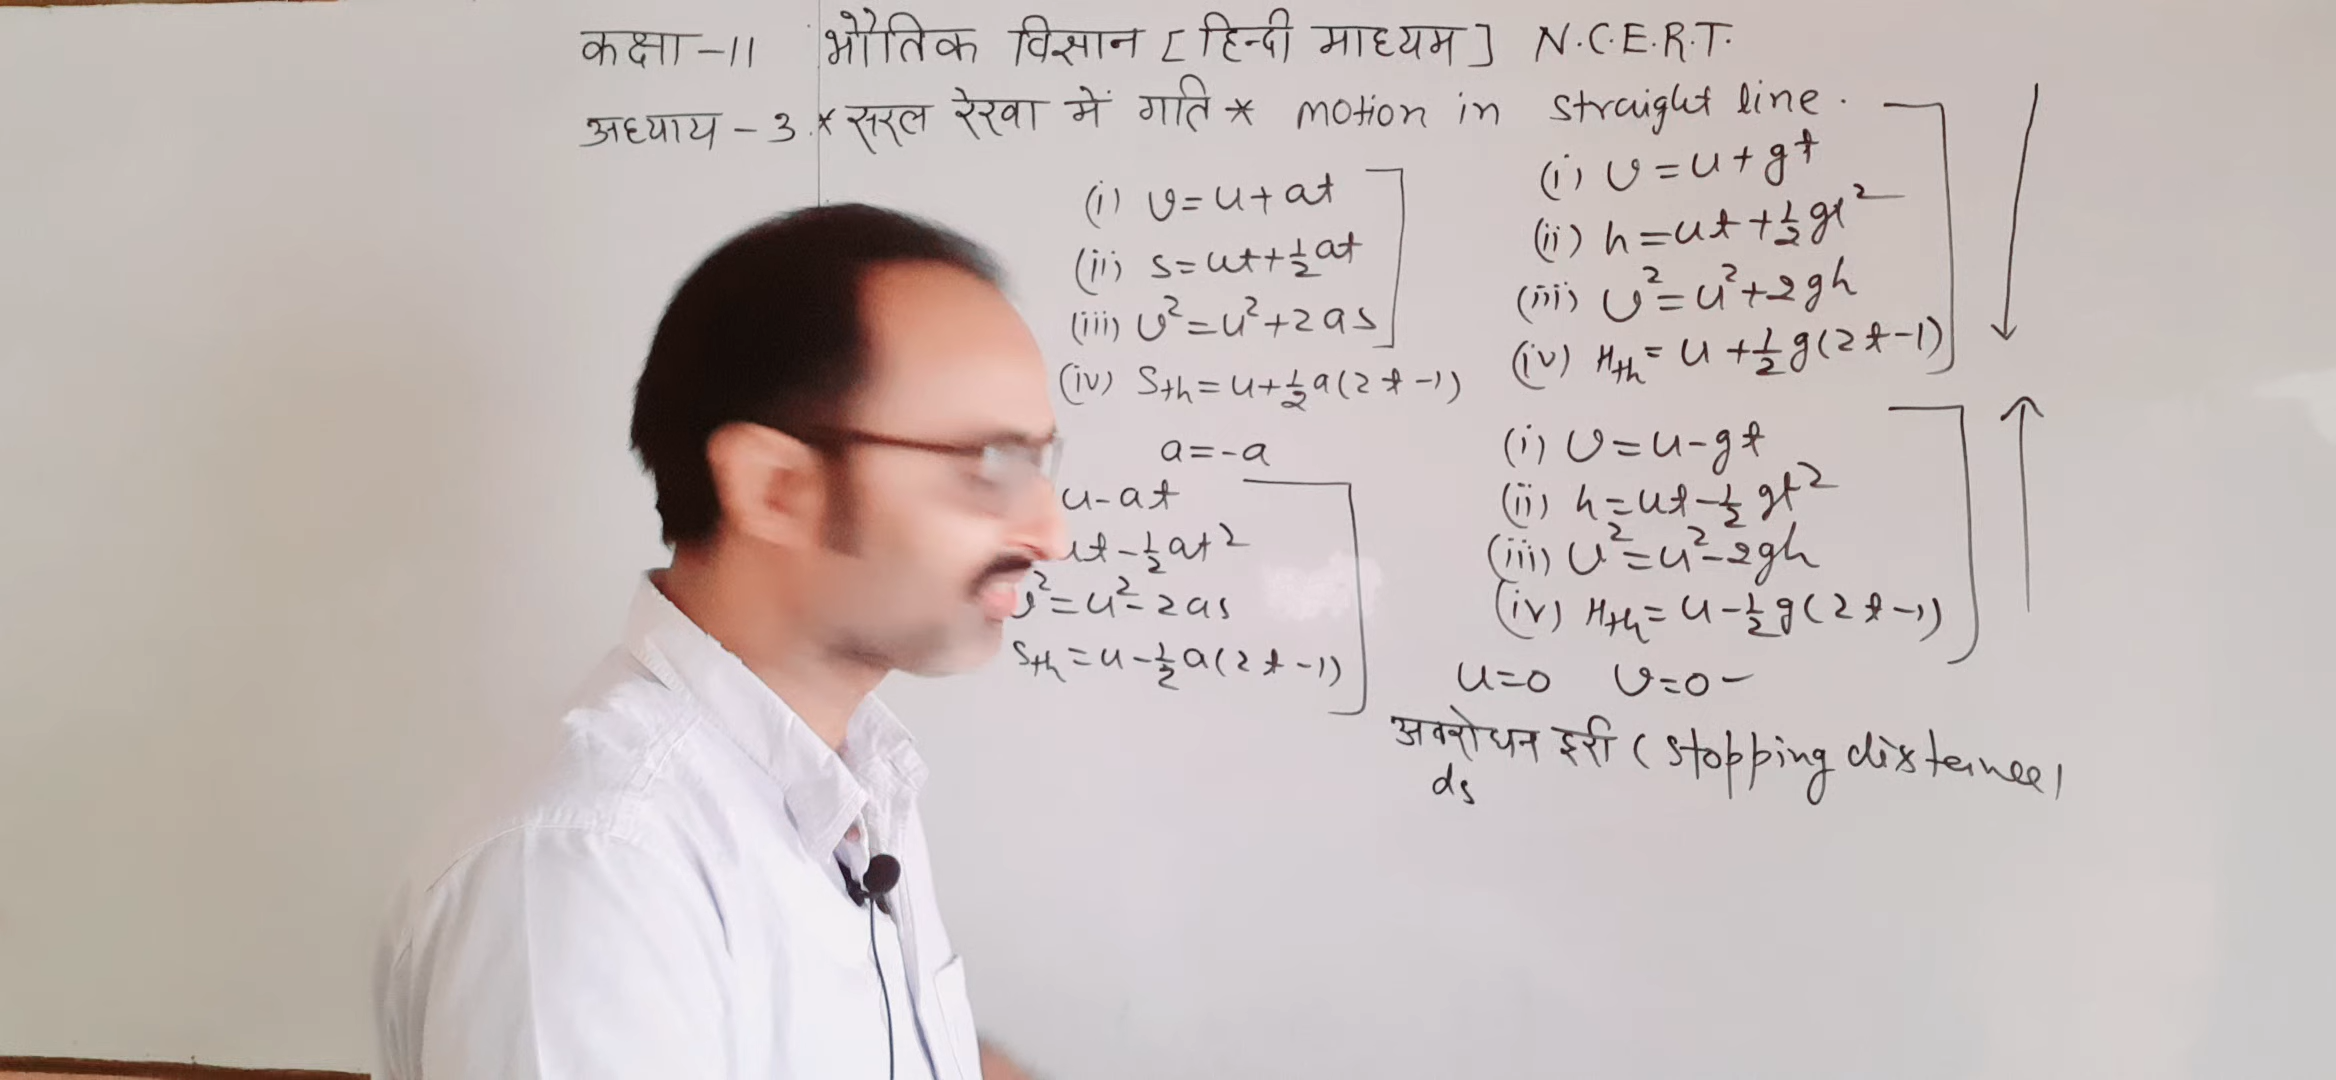 कक्षा -11 भौतिक विज्ञान [हिन्दी माध्यम] N.C.E.R.T.
अध्याय - 3 * सरल रेखा में गति * motion in straight line.
(i) v=u+at
(ii) s=ut+½at
(iii) v²=u²+2as
(iv) Sth=u+½a(2t-1)
a=-a
u-at
ut-½at²
v²=u²-2as
Sth=u-½a(2t-1)
(i) v=u+gt
(ii) h=ut+½gt²
(iii) v²=u²+2gh
(iv) Hth=u+½g(2t-1)
(i) v=u-gt
(ii) h=ut-½gt²
(iii) v²=u²-2gh
(iv) Hth=u-½g(2t-1)
u=0 v=0-
अवरोधन दूरी (stopping distance)
ds